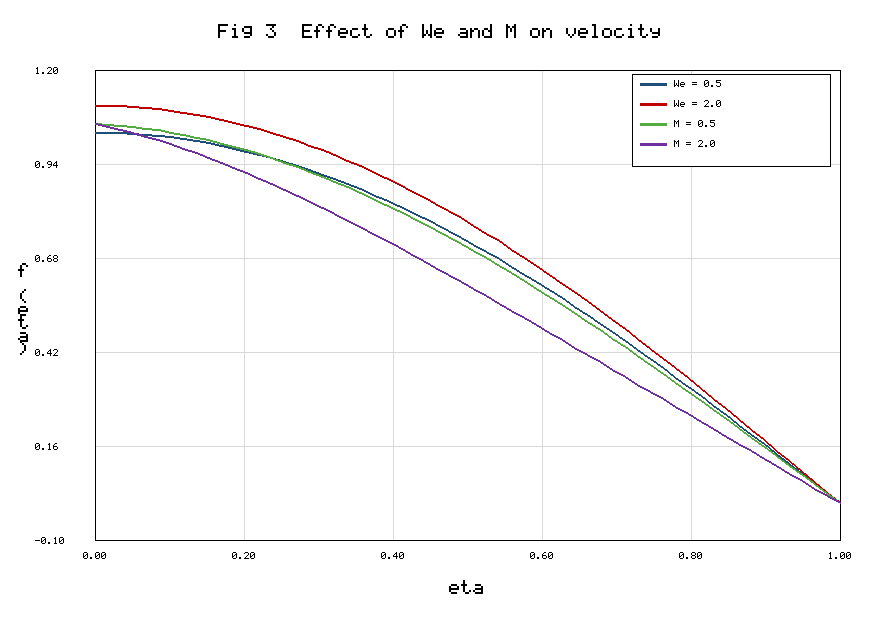 Fig 3 Effect of We and M on velocity
1.20
0.94
0.68
0.42
0.16
-0.10
0.00 0.20 0.40 0.60 0.80 1.00
We = 0.5
We = 2.0
M = 0.5
M = 2.0
eta